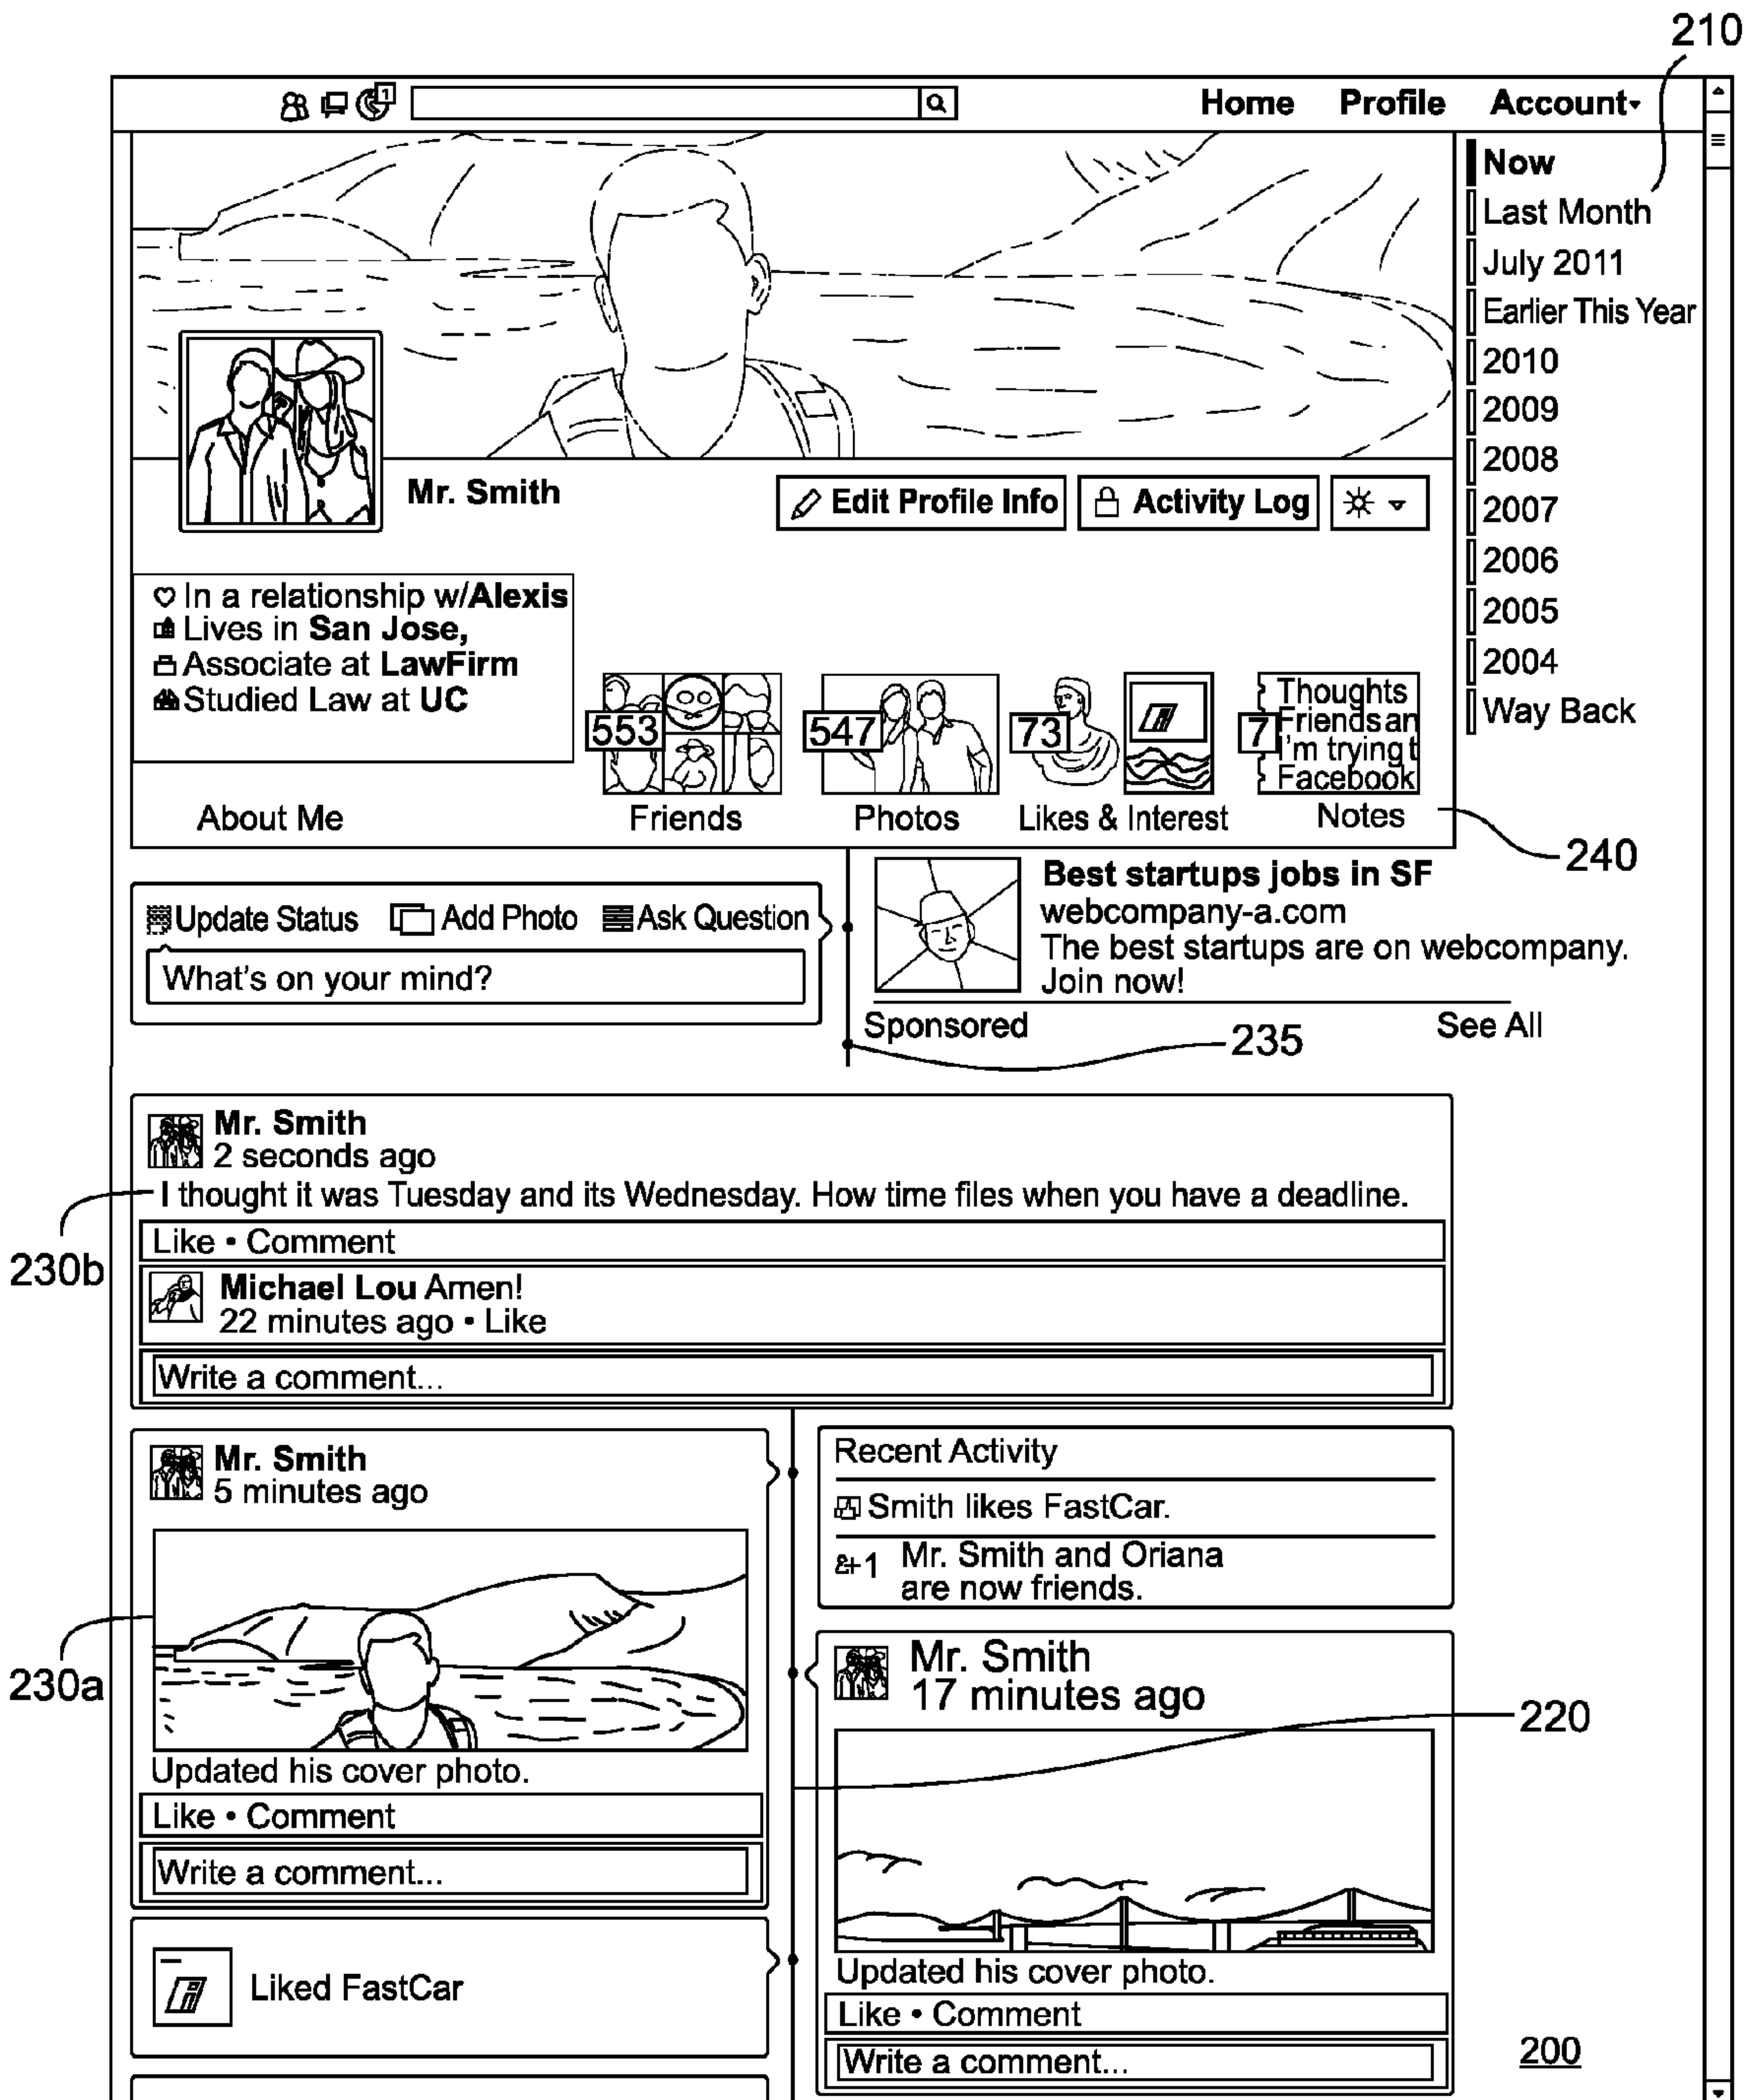 210
1
Home Profile Account
Now
Last Month
July 2011
Earlier This Year
2010
2009
2008
2007
2006
2005
2004
Way Back
Mr. Smith
Edit Profile Info
Activity Log
In a relationship w/Alexis
Lives in San Jose,
Associate at LawFirm
Studied Law at UC
About Me
553
Friends
547
Photos
73
Likes & Interest
7
Thoughts
Friends an
I'm trying t
Facebook
Notes
240
Update Status Add Photo Ask Question
What's on your mind?
Best startups jobs in SF
webcompany-a.com
The best startups are on webcompany.
Join now!
Sponsored See All
235
Mr. Smith
2 seconds ago
I thought it was Tuesday and its Wednesday. How time files when you have a deadline.
230b
Like • Comment
Michael Lou Amen!
22 minutes ago • Like
Write a comment...
Mr. Smith
5 minutes ago
230a
Updated his cover photo.
Like • Comment
Write a comment...
Liked FastCar
Recent Activity
Smith likes FastCar.
+1 Mr. Smith and Oriana
are now friends.
Mr. Smith
17 minutes ago
220
Updated his cover photo.
Like • Comment
Write a comment...
200